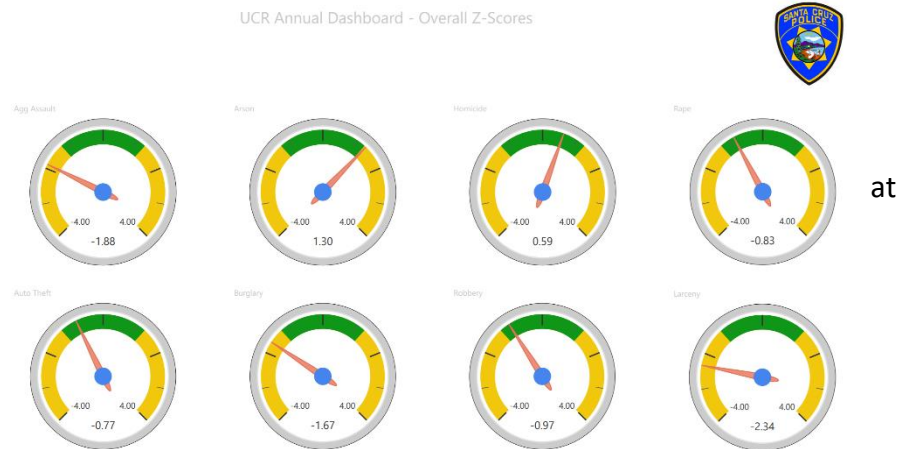 UCR Annual Dashboard - Overall Z-Scores
SANTA CRUZ
POLICE
Agg Assault
Arson
Homicide
Rape
-4.00 4.00
-1.88
-4.00 4.00
1.30
-4.00 4.00
0.59
-4.00 4.00
-0.83
at
Auto Theft
Burglary
Robbery
Larceny
-4.00 4.00
-0.77
-4.00 4.00
-1.67
-4.00 4.00
-0.97
-4.00 4.00
-2.34